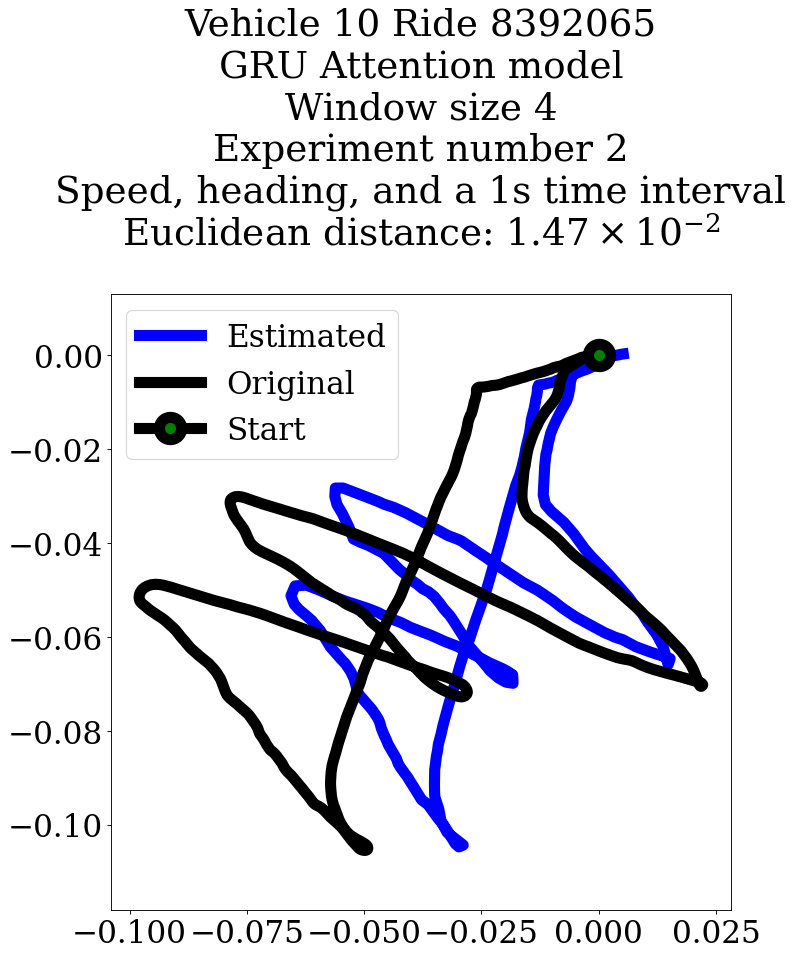 Vehicle 10 Ride 8392065
GRU Attention model
Window size 4
Experiment number 2
Speed, heading, and a 1s time interval
Euclidean distance: 1.47 × 10⁻²
Estimated
Original
Start
0.00
−0.02
−0.04
−0.06
−0.08
−0.10
−0.100 −0.075 −0.050 −0.025 0.000 0.025